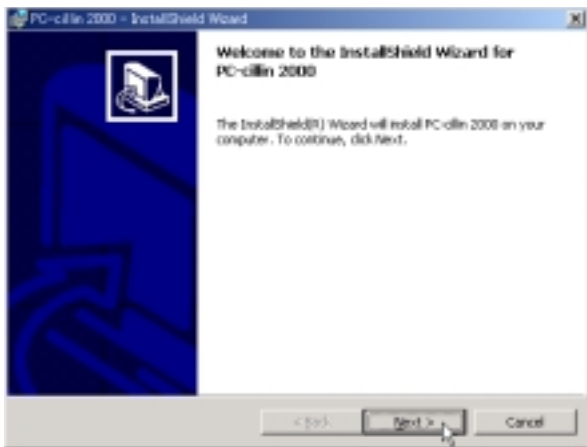 PC-cillin 2000 - InstallShield Wizard
Welcome to the InstallShield Wizard for
PC-cillin 2000
The InstallShield(R) Wizard will install PC-cillin 2000 on your
computer. To continue, click Next.
< Back
Next >
Cancel